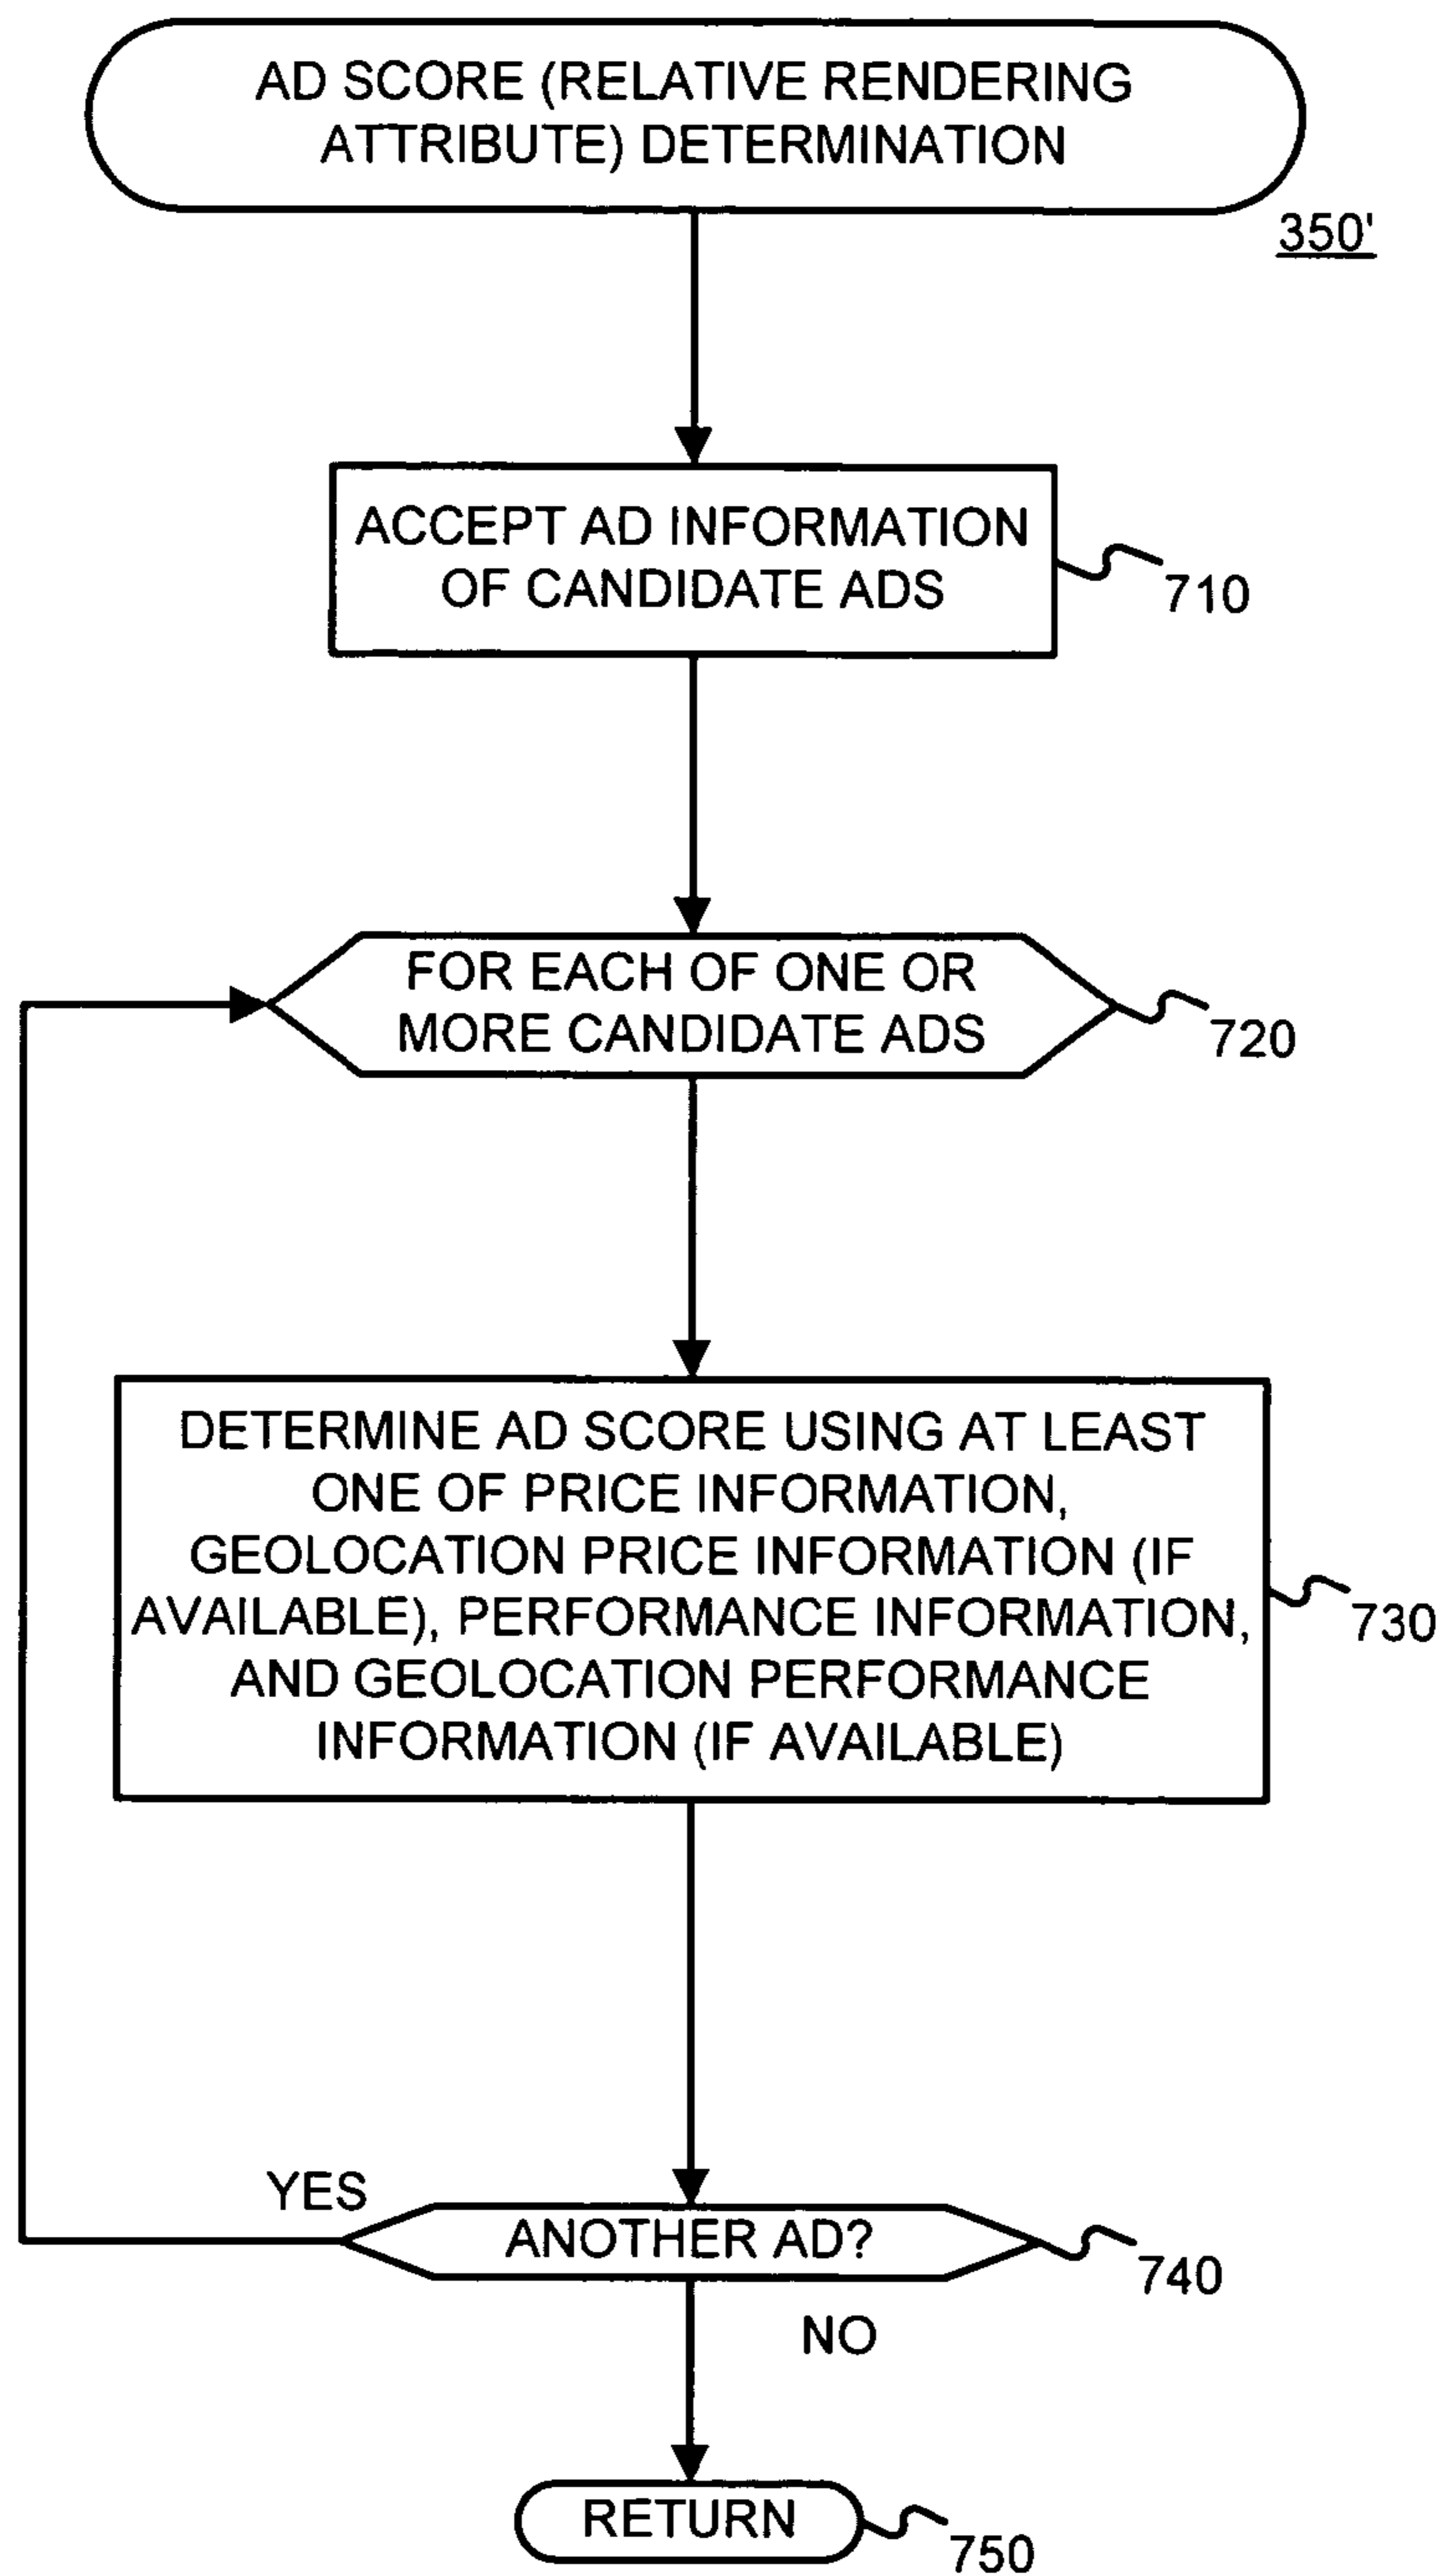 AD SCORE (RELATIVE RENDERING
ATTRIBUTE) DETERMINATION
350'
ACCEPT AD INFORMATION
OF CANDIDATE ADS
710
FOR EACH OF ONE OR
MORE CANDIDATE ADS
720
DETERMINE AD SCORE USING AT LEAST
ONE OF PRICE INFORMATION,
GEOLOCATION PRICE INFORMATION (IF
AVAILABLE), PERFORMANCE INFORMATION,
AND GEOLOCATION PERFORMANCE
INFORMATION (IF AVAILABLE)
730
YES
ANOTHER AD?
740
NO
RETURN
750